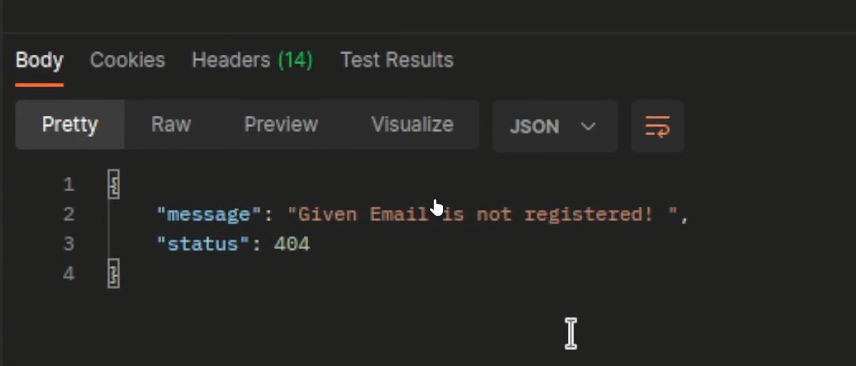 Body Cookies Headers (14) Test Results
Pretty Raw Preview Visualize JSON
1 {
2 "message": "Given Email is not registered! ",
3 "status": 404
4 }